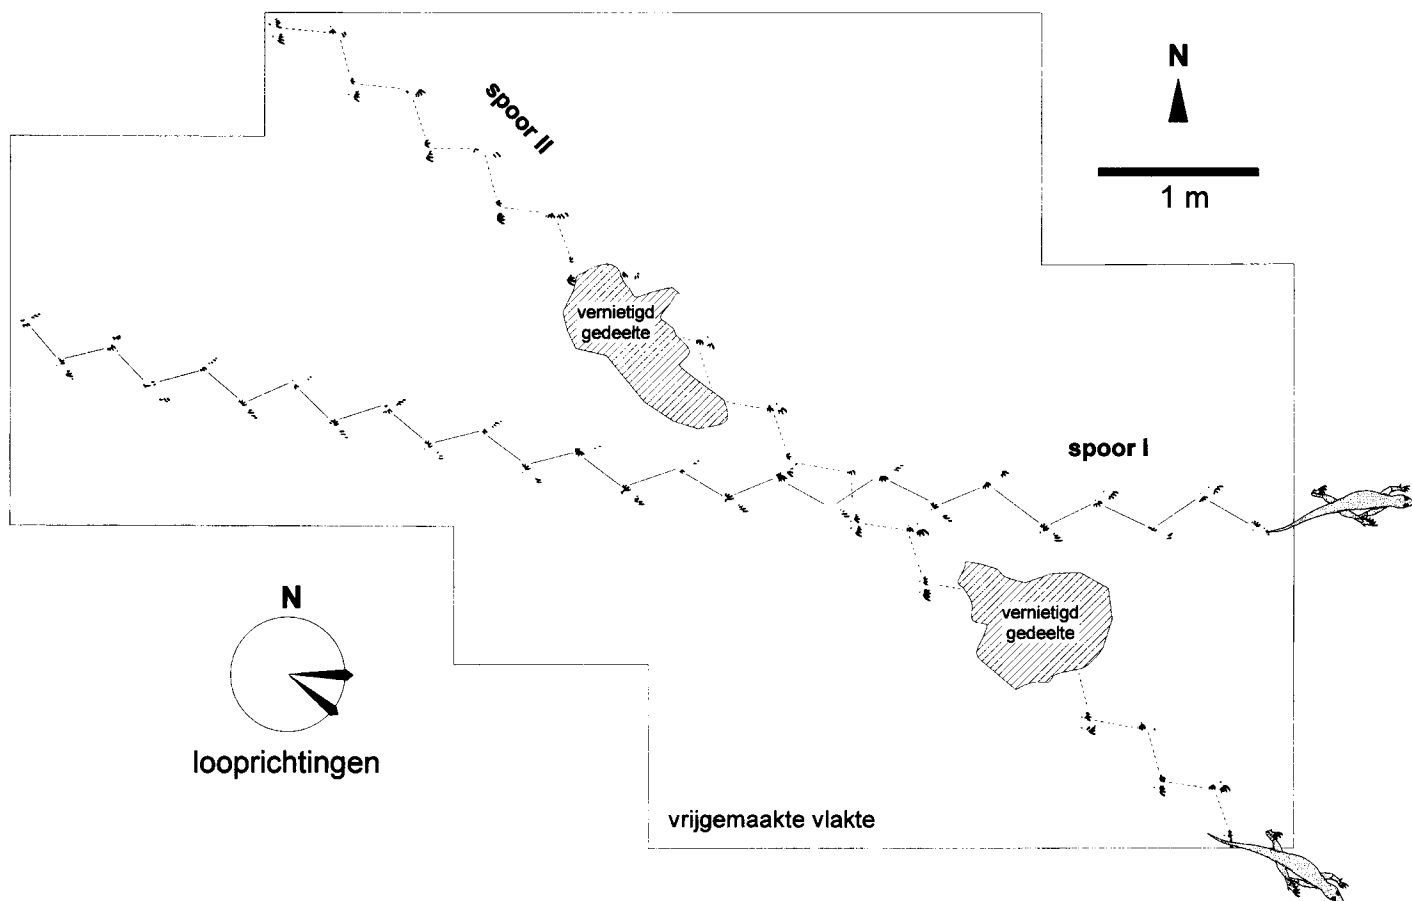 N
1 m
spoor II
vernietigd
gedeelte
spoor I
vernietigd
gedeelte
N
looprichtingen
vrijgemaakte vlakte